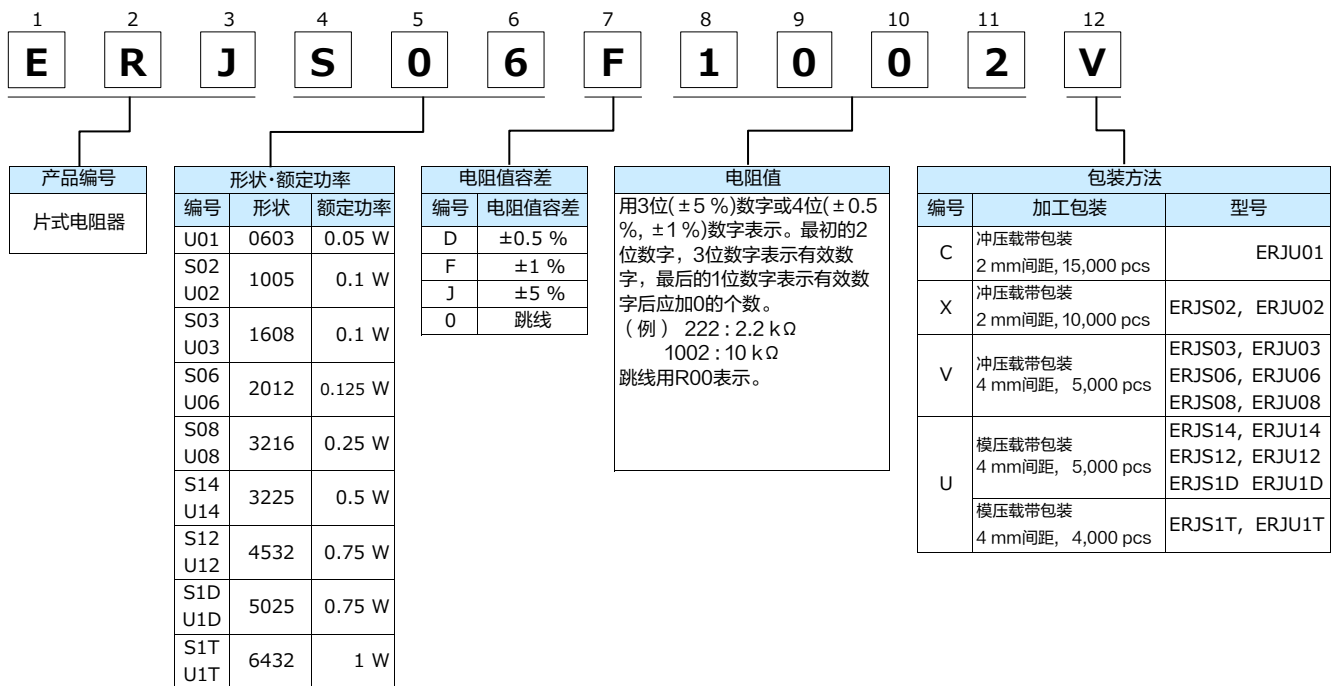 1 2 3 4 5 6 7 8 9 10 11 12
E R J S 0 6 F 1 0 0 2 V
产品编号
片式电阻器
形状·额定功率
编号 形状 额定功率
U01 0603 0.05 W
S02
U02
1005 0.1 W
S03
U03
1608 0.1 W
S06
U06
2012 0.125 W
S08
U08
3216 0.25 W
S14
U14
3225 0.5 W
S12
U12
4532 0.75 W
S1D
U1D
5025 0.75 W
S1T
U1T
6432 1 W
电阻值容差
编号 电阻值容差
D ±0.5 %
F ±1 %
J ±5 %
0 跳线
电阻值
用3位(±5 %)数字或4位(±0.5
%, ±1 %)数字表示。最初的2
位数字，3位数字表示有效数
字，最后的1位数字表示有效数
字后应加0的个数。
（例） 222 : 2.2 kΩ
1002 : 10 kΩ
跳线用R00表示。
包装方法
编号 加工包装 型号
C
冲压载带包装
2 mm间距, 15,000 pcs
ERJU01
X
冲压载带包装
2 mm间距, 10,000 pcs
ERJS02, ERJU02
V
冲压载带包装
4 mm间距, 5,000 pcs
ERJS03, ERJU03
ERJS06, ERJU06
ERJS08, ERJU08
U
模压载带包装
4 mm间距, 5,000 pcs
ERJS14, ERJU14
ERJS12, ERJU12
ERJS1D ERJU1D
模压载带包装
4 mm间距, 4,000 pcs
ERJS1T, ERJU1T